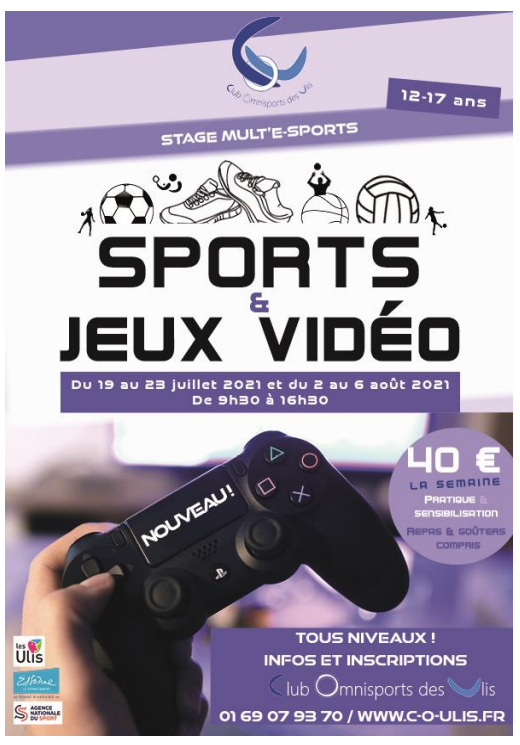 Club Omnisports des Ulis
12-17 ans
STAGE MULT'E-SPORTS
SPORTS
&
JEUX VIDÉO
Du 19 au 23 juillet 2021 et du 2 au 6 août 2021
De 9h30 à 16h30
40 €
LA SEMAINE
PRATIQUE &
SENSIBILISATION
REPAS & GOÛTERS
COMPRIS
NOUVEAU!
TOUS NIVEAUX !
INFOS ET INSCRIPTIONS
Club Omnisports des Ulis
01 69 07 93 70 / WWW.C-O-ULIS.FR
les
Ulis
Essonne
LE DÉPARTEMENT
AGENCE
NATIONALE
DU SPORT